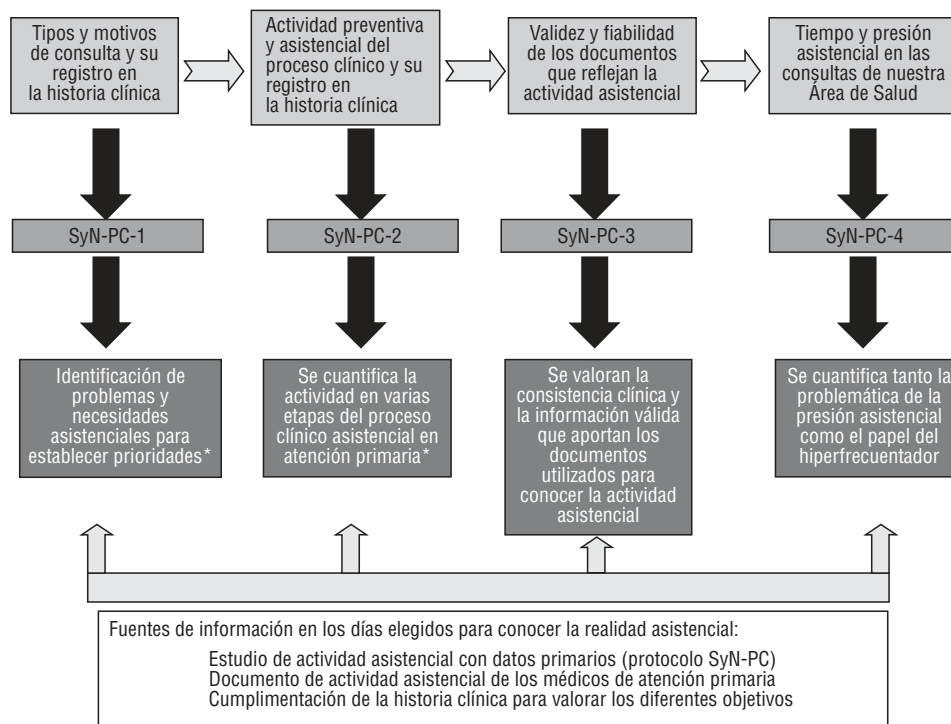 Tipos y motivos
de consulta y su
registro en
la historia clínica
Actividad preventiva
y asistencial del
proceso clínico y su
registro en
la historia clínica
Validez y fiabilidad
de los documentos
que reflejan la
actividad asistencial
Tiempo y presión
asistencial en las
consultas de nuestra
Área de Salud
SyN-PC-1
SyN-PC-2
SyN-PC-3
SyN-PC-4
Identificación de
problemas y
necesidades
asistenciales para
establecer prioridades*
Se cuantifica la
actividad en varias
etapas del proceso
clínico asistencial en
atención primaria*
Se valoran la
consistencia clínica y
la información válida
que aportan los
documentos
utilizados para
conocer la actividad
asistencial
Se cuantifica tanto la
problemática de la
presión asistencial
como el papel del
hiperfrecuentador
Fuentes de información en los días elegidos para conocer la realidad asistencial:
Estudio de actividad asistencial con datos primarios (protocolo SyN-PC)
Documento de actividad asistencial de los médicos de atención primaria
Cumplimentación de la historia clínica para valorar los diferentes objetivos